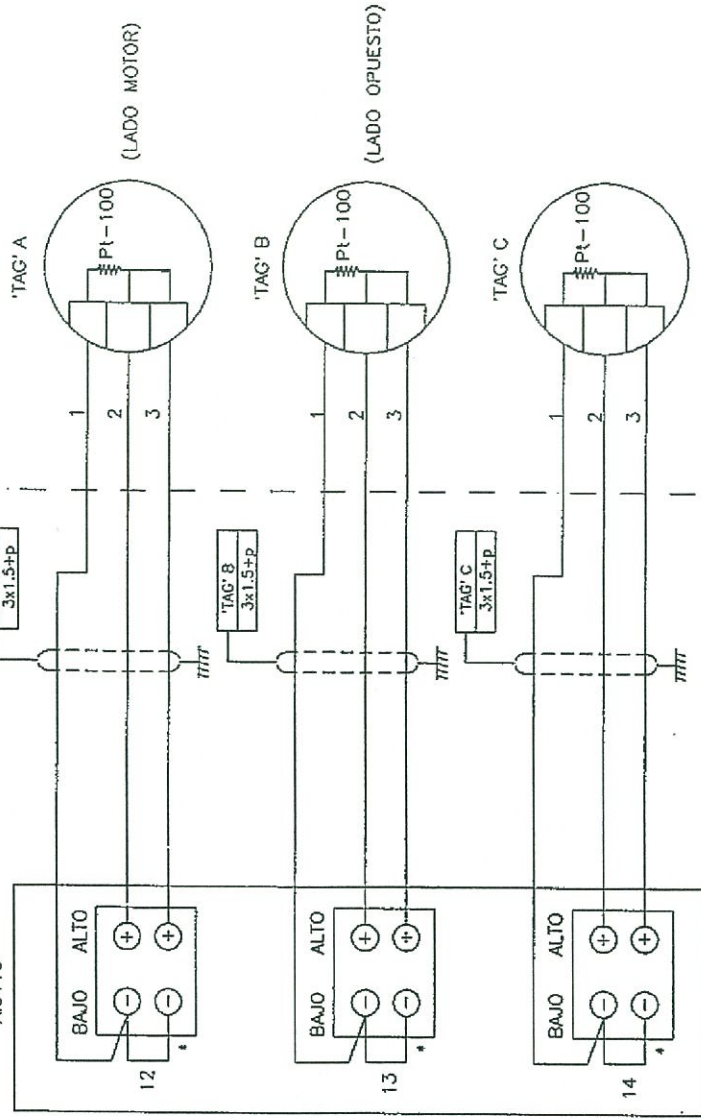 3x1.5+p
'TAG' A
(LADO MOTOR)
Pt-100
1
2
3
BAJO ALTO
- +
- +
*
12
'TAG' B
3x1.5+p
'TAG' B
(LADO OPUESTO)
Pt-100
1
2
3
BAJO ALTO
- +
- +
*
13
'TAG' C
3x1.5+p
'TAG' C
Pt-100
1
2
3
BAJO ALTO
- +
- +
*
14